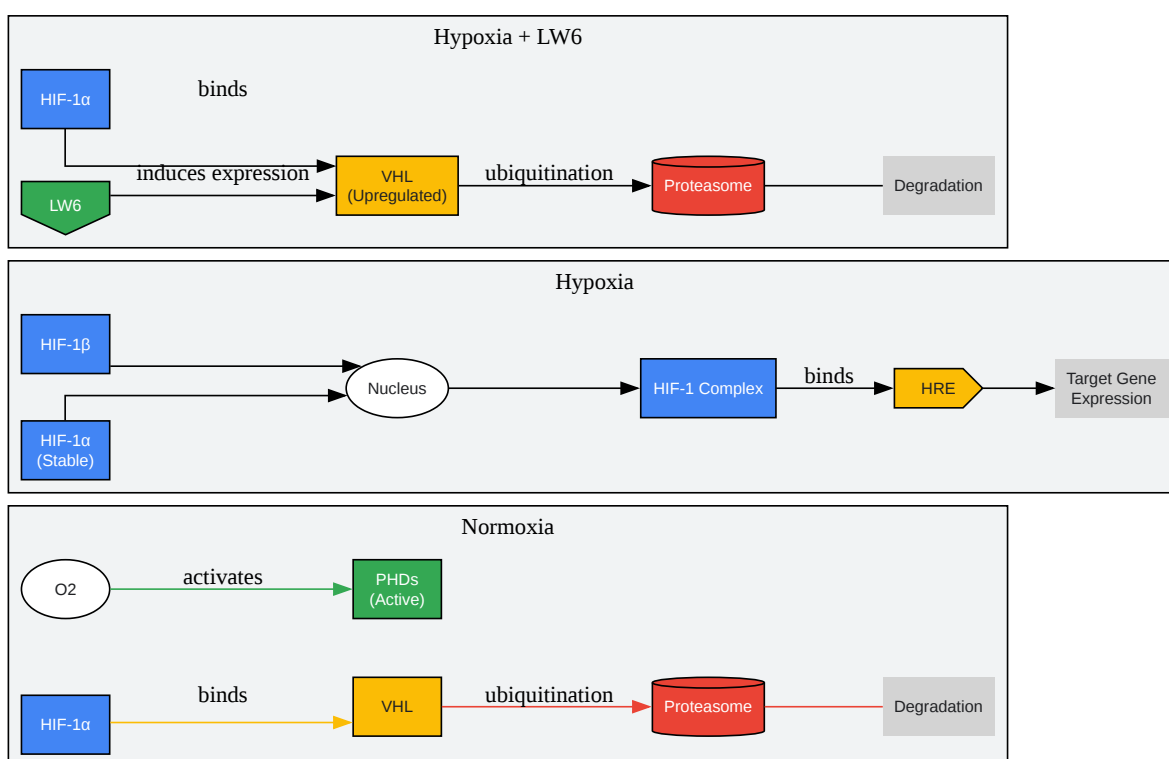 Hypoxia + LW6
HIF-1α
binds
induces expression
LW6
VHL
(Upregulated)
ubiquitination
Proteasome
Degradation
Hypoxia
HIF-1β
HIF-1α
(Stable)
Nucleus
HIF-1 Complex
binds
HRE
Target Gene
Expression
Normoxia
O2
activates
PHDs
(Active)
HIF-1α
binds
VHL
ubiquitination
Proteasome
Degradation